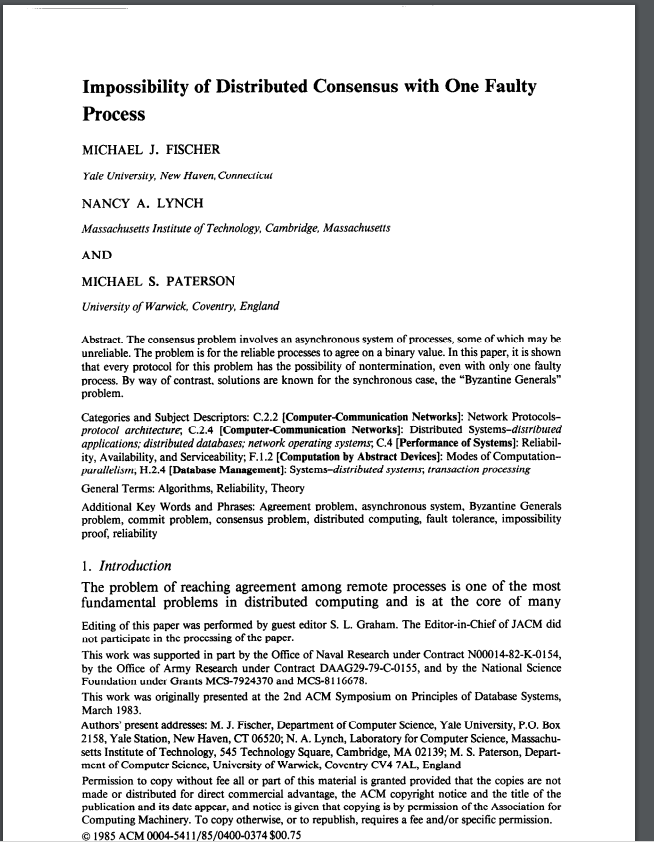 Impossibility of Distributed Consensus with One Faulty
Process
MICHAEL J. FISCHER
Yale University, New Haven, Connecticut
NANCY A. LYNCH
Massachusetts Institute of Technology, Cambridge, Massachusetts
AND
MICHAEL S. PATERSON
University of Warwick, Coventry, England
Abstract. The consensus problem involves an asynchronous system of processes, some of which may be
unreliable. The problem is for the reliable processes to agree on a binary value. In this paper, it is shown
that every protocol for this problem has the possibility of nontermination, even with only one faulty
process. By way of contrast, solutions are known for the synchronous case, the “Byzantine Generals”
problem.
Categories and Subject Descriptors: C.2.2 [Computer-Communication Networks]: Network Protocols–
protocol architecture; C.2.4 [Computer-Communication Networks]: Distributed Systems–distributed
applications; distributed databases; network operating systems; C.4 [Performance of Systems]: Reliabil-
ity, Availability, and Serviceability; F.1.2 [Computation by Abstract Devices]: Modes of Computation–
parallelism; H.2.4 [Database Management]: Systems–distributed systems; transaction processing
General Terms: Algorithms, Reliability, Theory
Additional Key Words and Phrases: Agreement problem, asynchronous system, Byzantine Generals
problem, commit problem, consensus problem, distributed computing, fault tolerance, impossibility
proof, reliability
1. Introduction
The problem of reaching agreement among remote processes is one of the most
fundamental problems in distributed computing and is at the core of many
Editing of this paper was performed by guest editor S. L. Graham. The Editor-in-Chief of JACM did
not participate in the processing of the paper.
This work was supported in part by the Office of Naval Research under Contract N00014-82-K-0154,
by the Office of Army Research under Contract DAAG29-79-C-0155, and by the National Science
Foundation under Grants MCS-7924370 and MCS-8116678.
This work was originally presented at the 2nd ACM Symposium on Principles of Database Systems,
March 1983.
Authors' present addresses: M. J. Fischer, Department of Computer Science, Yale University, P.O. Box
2158, Yale Station, New Haven, CT 06520; N. A. Lynch, Laboratory for Computer Science, Massachu-
setts Institute of Technology, 545 Technology Square, Cambridge, MA 02139; M. S. Paterson, Depart-
ment of Computer Science, University of Warwick, Coventry CV4 7AL, England
Permission to copy without fee all or part of this material is granted provided that the copies are not
made or distributed for direct commercial advantage, the ACM copyright notice and the title of the
publication and its date appear, and notice is given that copying is by permission of the Association for
Computing Machinery. To copy otherwise, or to republish, requires a fee and/or specific permission.
© 1985 ACM 0004-5411/85/0400-0374 $00.75